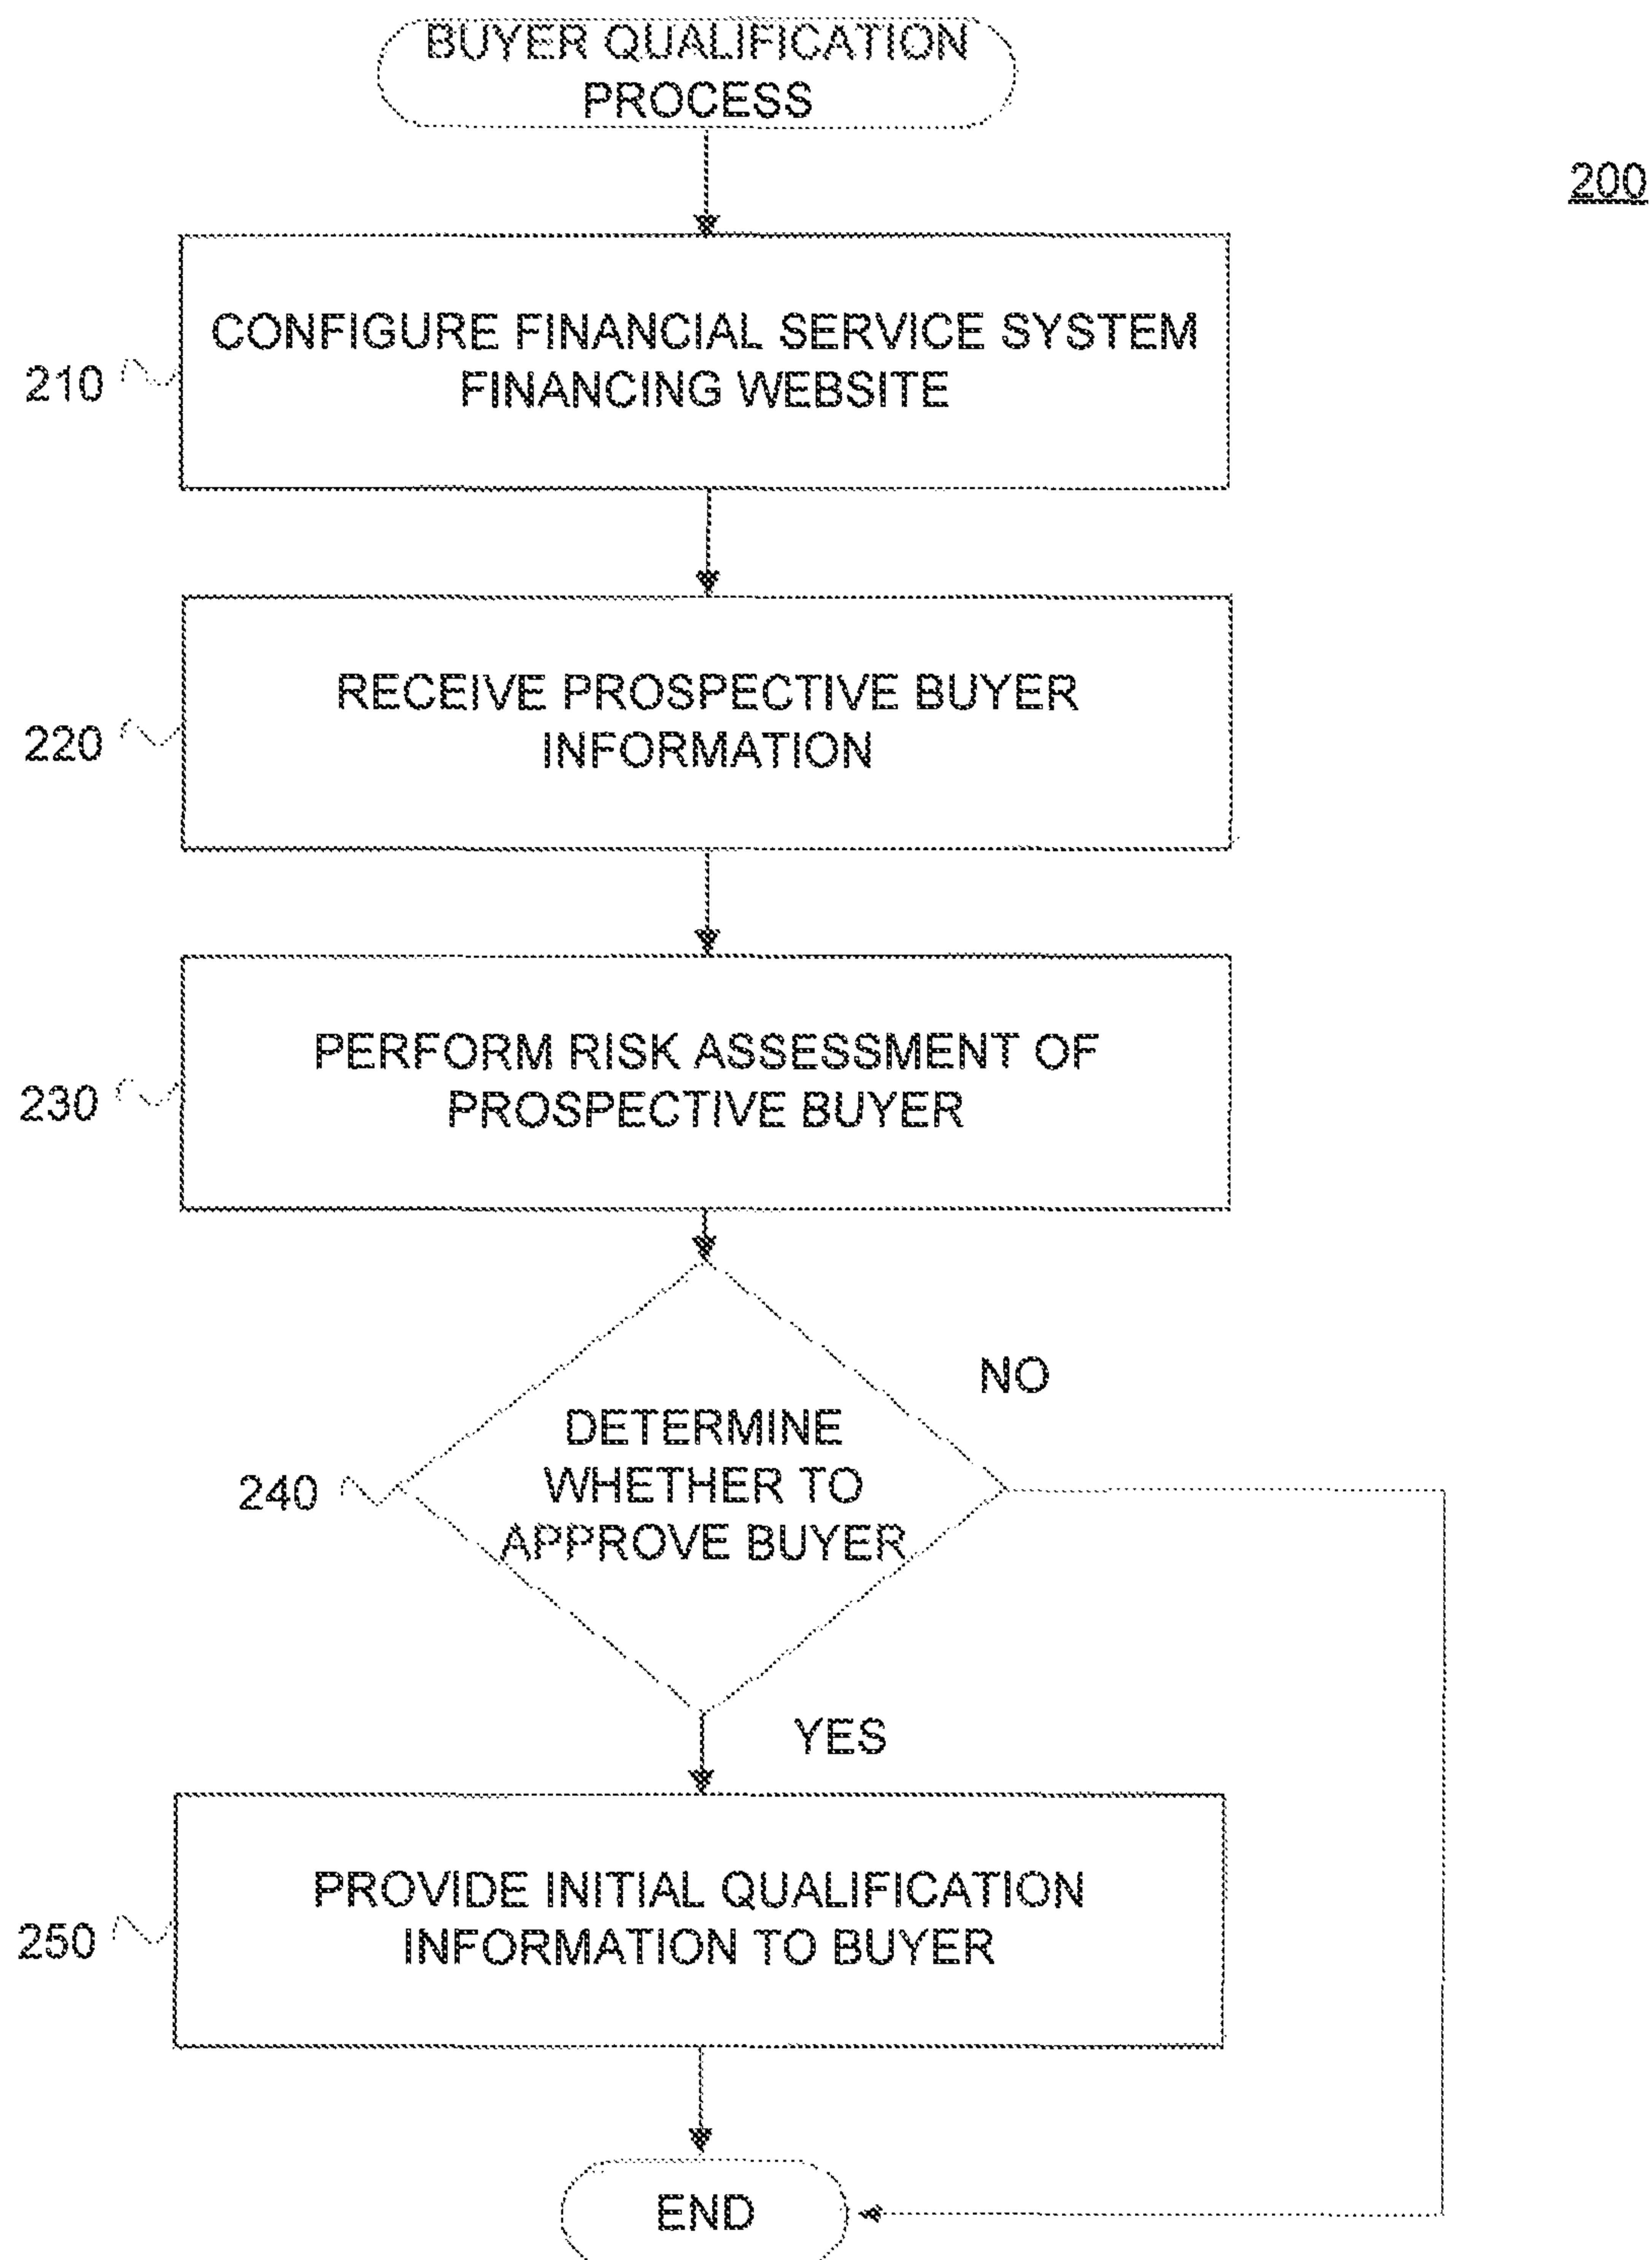 BUYER QUALIFICATION
PROCESS
200
CONFIGURE FINANCIAL SERVICE SYSTEM
FINANCING WEBSITE
210
RECEIVE PROSPECTIVE BUYER
INFORMATION
220
PERFORM RISK ASSESSMENT OF
PROSPECTIVE BUYER
230
NO
DETERMINE
WHETHER TO
APPROVE BUYER
240
YES
PROVIDE INITIAL QUALIFICATION
INFORMATION TO BUYER
250
END